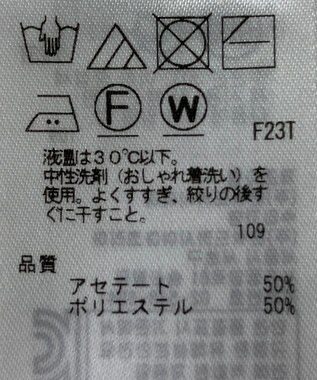 F W
F23T
液温は30℃以下。
中性洗剤（おしゃれ着洗い）を
使用。よくすすぎ、絞りの後す
ぐに干すこと。
109
品質
アセテート 50%
ポリエステル 50%